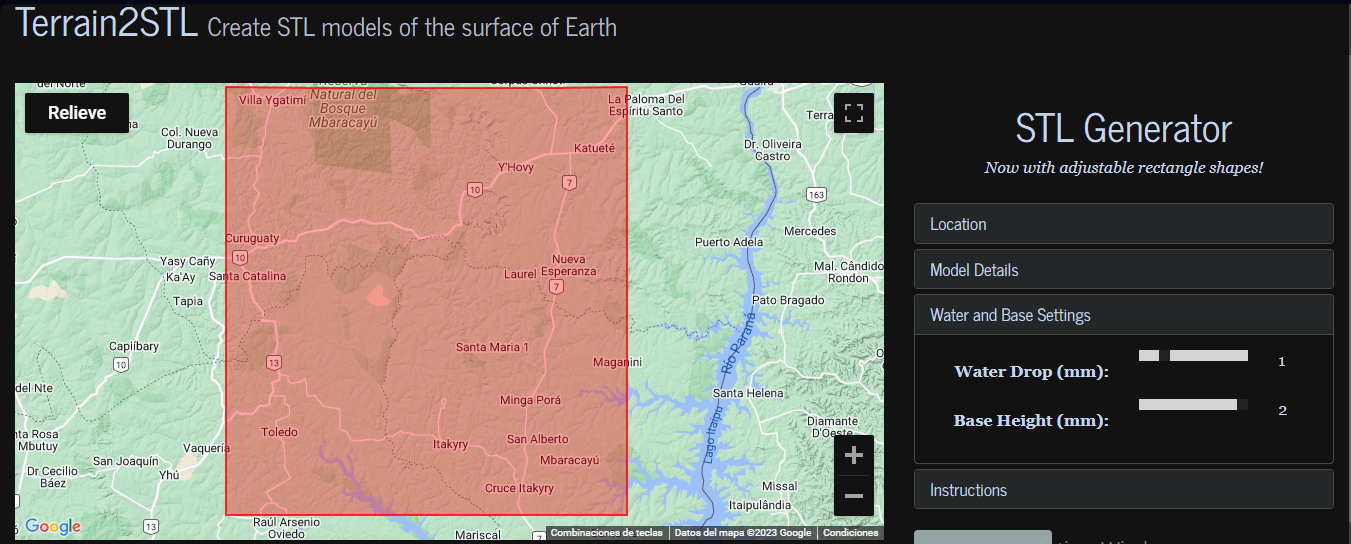 Terrain2STL Create STL models of the surface of Earth
del Norte
Relieve
Villa Ygatimí
Natural del
Bosque
Mbaracayú
La Paloma Del
Espíritu Santo
Col. Nueva
Durango
Terra
Katueté
Dr. Oliveira
Castro
Y'Hovy
10
7
163
Curuguaty
10
Puerto Adela
Mercedes
Yasy Cañy
Ka'Ay
Santa Catalina
Laurel
Nueva
Esperanza
7
Mal. Cándido
Rondon
Tapia
Pato Bragado
Capiíbary
10
13
Santa Maria 1
Maganini
Río Paraná
del Nte
Minga Porá
Santa Helena
nta Rosa
Mbutuy
Toledo
Vaquería
Itakyry
San Alberto
Mbaracayú
Lago Itaipu
Diamante
D'Oeste
Dr Cecilio
Báez
San Joaquín
Yhú
Cruce Itakyry
Missal
Itaipulândia
Google
13
Raúl Arsenio
Oviedo
Mariscal
7
Combinaciones de teclas
Datos del mapa ©2023 Google
Condiciones
STL Generator
Now with adjustable rectangle shapes!
Location
Model Details
Water and Base Settings
Water Drop (mm): 1
Base Height (mm): 2
Instructions